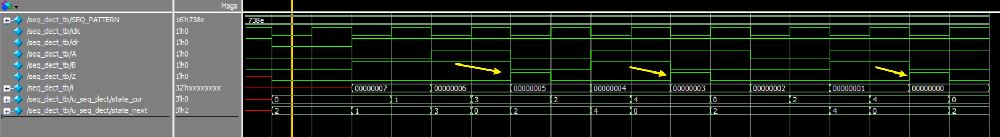 Msgs
/seq_dect_tb/SEQ_PATTERN 16'h738e 738e
/seq_dect_tb/clk 1'h0
/seq_dect_tb/clr 1'h0
/seq_dect_tb/A 1'h0
/seq_dect_tb/B 1'h0
/seq_dect_tb/Z 1'h0
/seq_dect_tb/i 32'hxxxxxxxx 00000007 00000006 00000005 00000004 00000003 00000002 00000001 00000000
/seq_dect_tb/u_seq_dect/state_cur 3'h0 0 1 3 2 4 0 2 4 0
/seq_dect_tb/u_seq_dect/state_next 3'h2 2 1 3 0 2 4 0 2 4 0 2